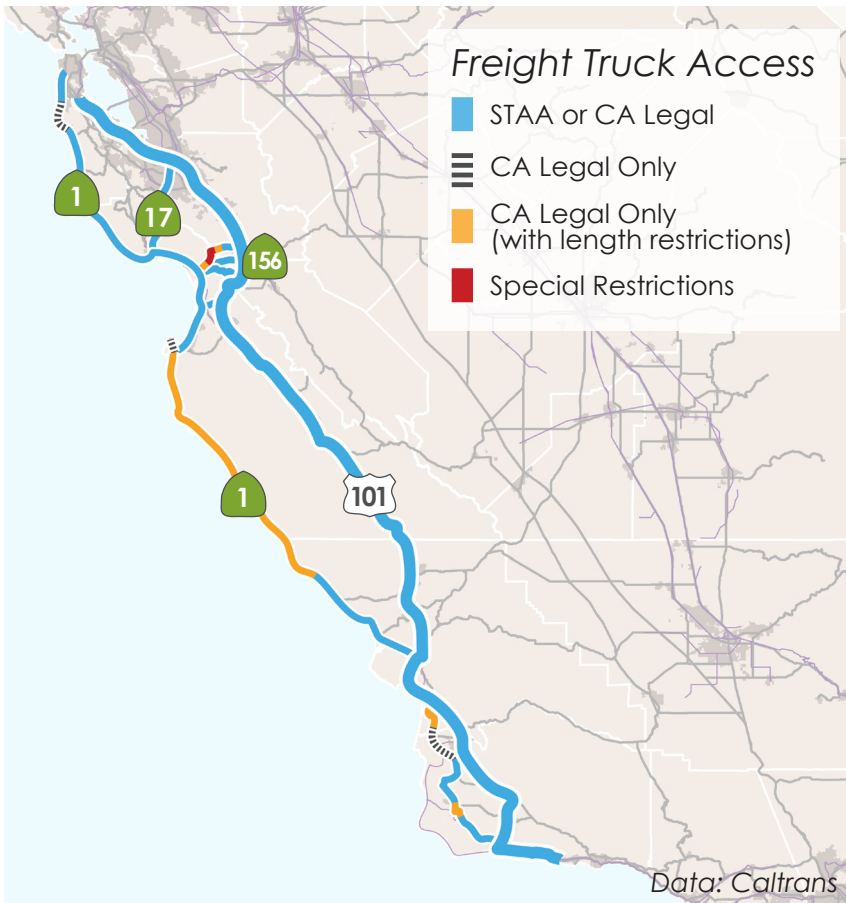 Freight Truck Access
STAA or CA Legal
CA Legal Only
CA Legal Only
(with length restrictions)
Special Restrictions
1
17
156
1
101
Data: Caltrans